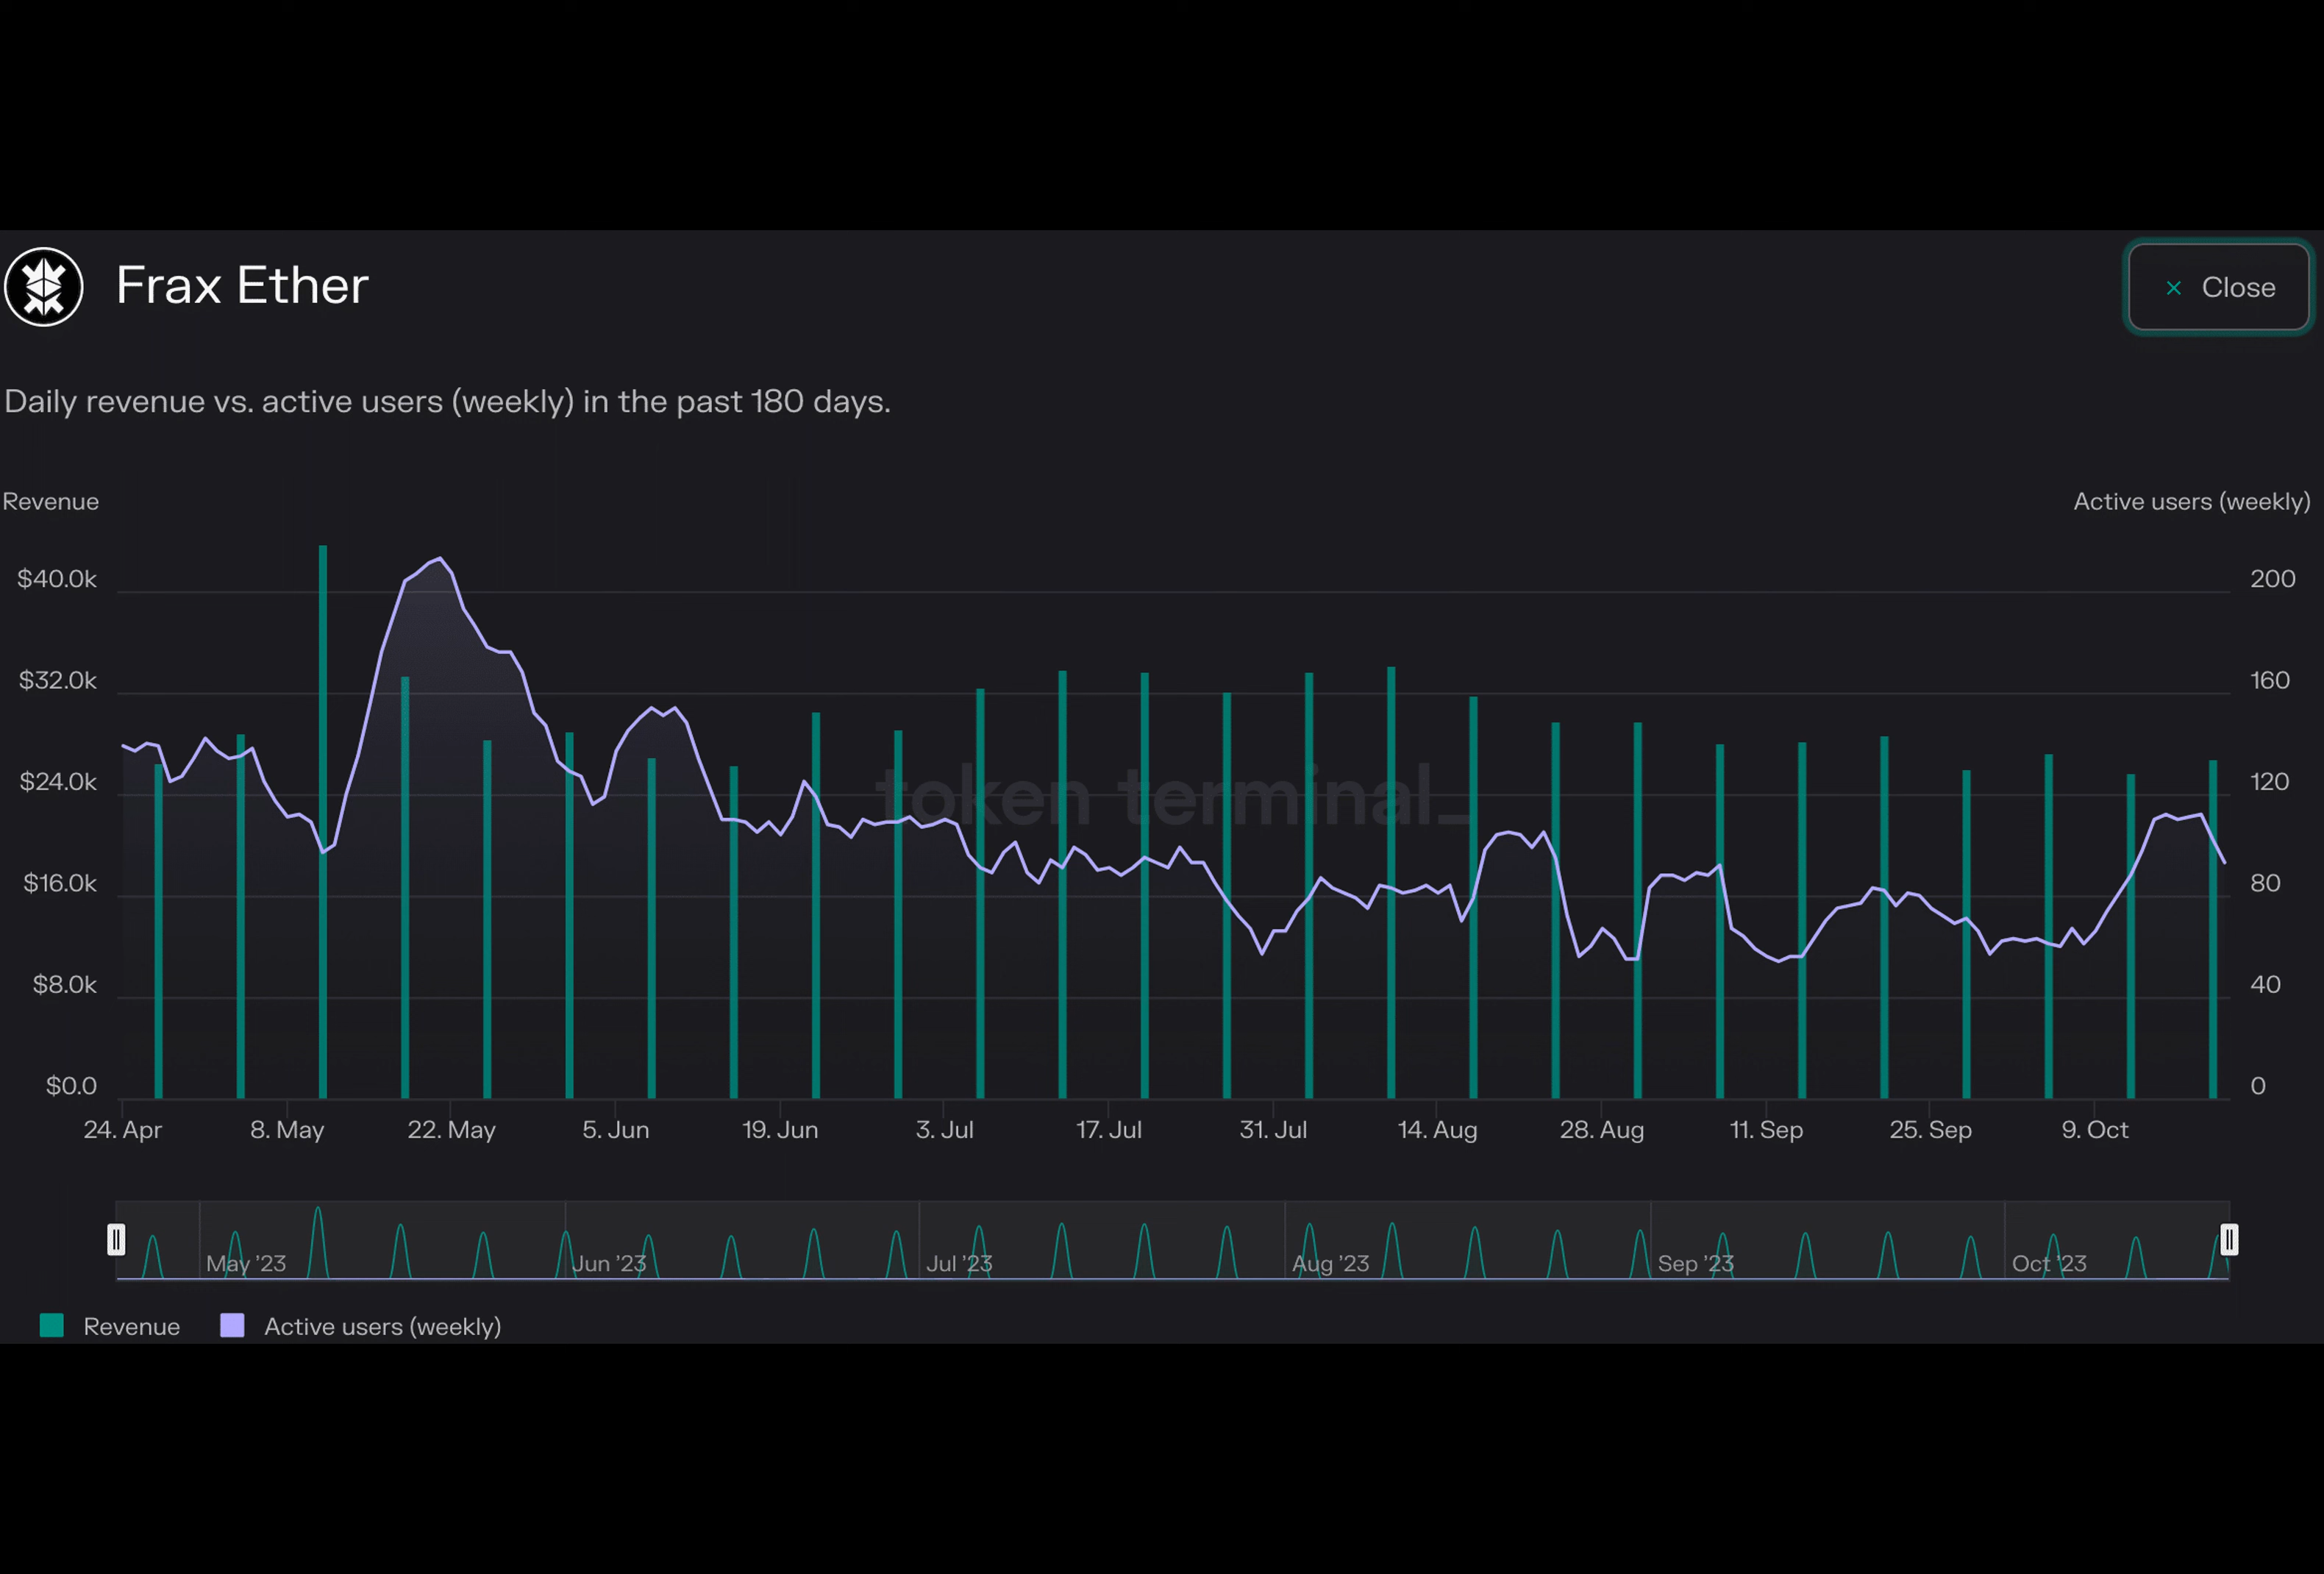 Frax Ether
× Close
Daily revenue vs. active users (weekly) in the past 180 days.
Revenue
Active users (weekly)
$40.0k
200
$32.0k
160
$24.0k
120
token terminal_
$16.0k
80
$8.0k
40
$0.0
0
24. Apr 8. May 22. May 5. Jun 19. Jun 3. Jul 17. Jul 31. Jul 14. Aug 28. Aug 11. Sep 25. Sep 9. Oct
May '23 Jun '23 Jul '23 Aug '23 Sep '23 Oct '23
Revenue Active users (weekly)